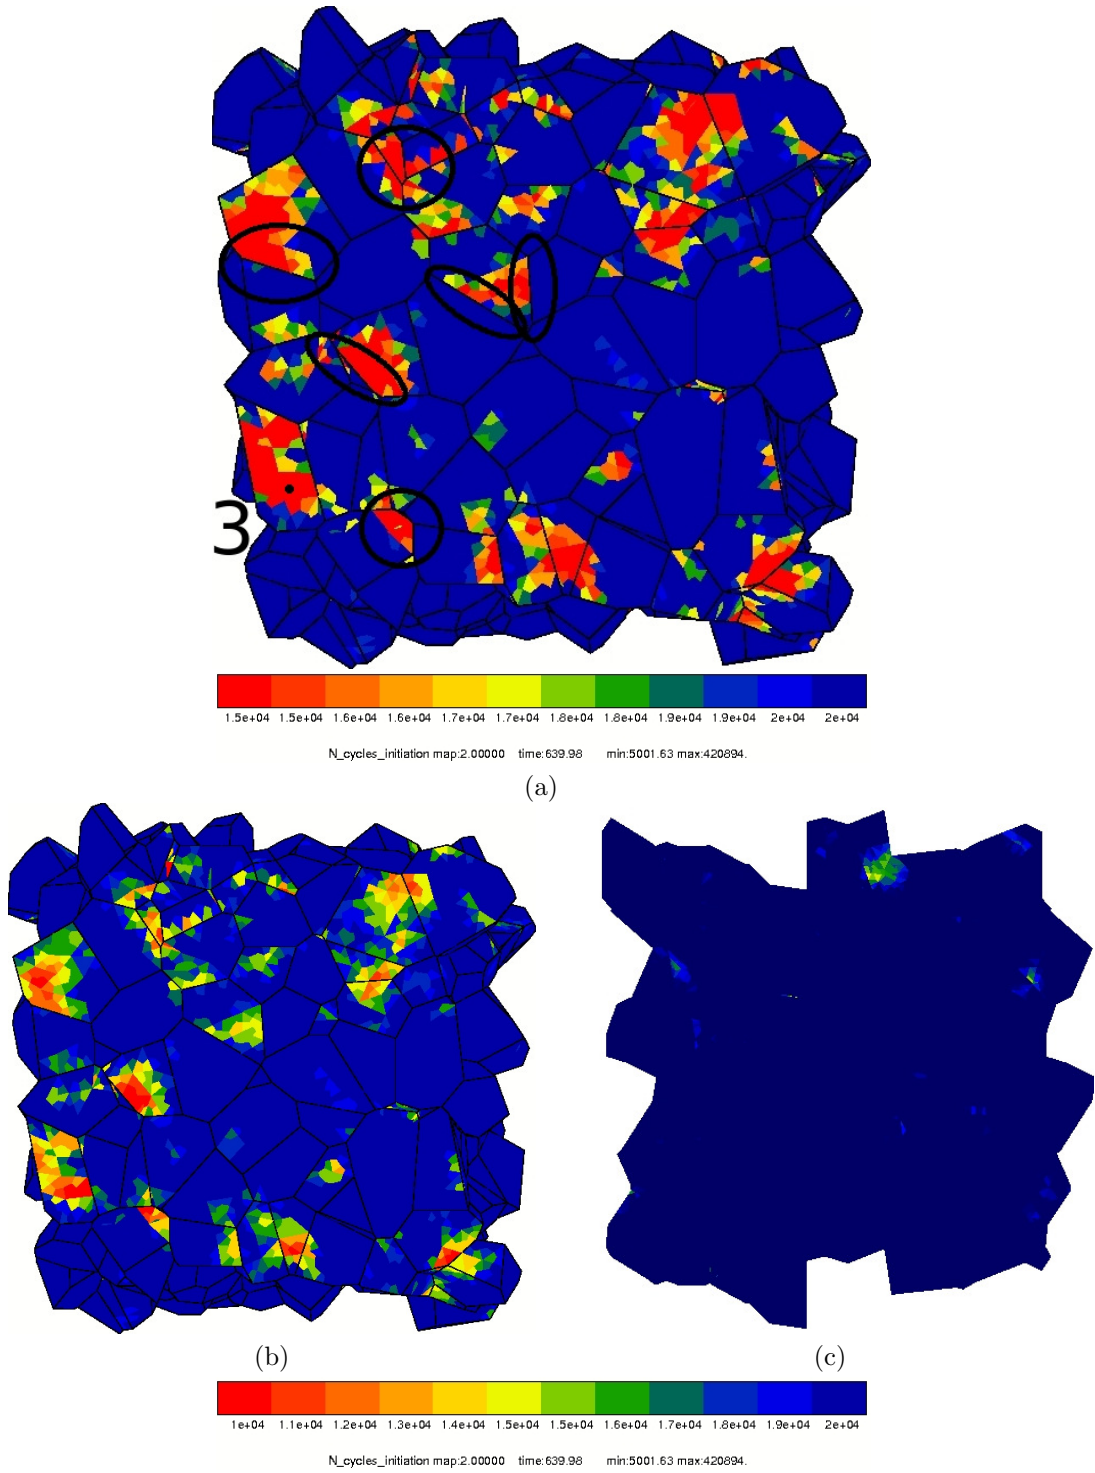 3
1.5e+04 1.5e+04 1.6e+04 1.6e+04 1.7e+04 1.7e+04 1.8e+04 1.8e+04 1.9e+04 1.9e+04 2e+04 2e+04
N_cycles_initiation map:2.00000 time:639.98 min:5001.63 max:420894.
(a)
(b) (c)
1e+04 1.1e+04 1.2e+04 1.3e+04 1.4e+04 1.5e+04 1.5e+04 1.6e+04 1.7e+04 1.8e+04 1.9e+04 2e+04
N_cycles_initiation map:2.00000 time:639.98 min:5001.63 max:420894.